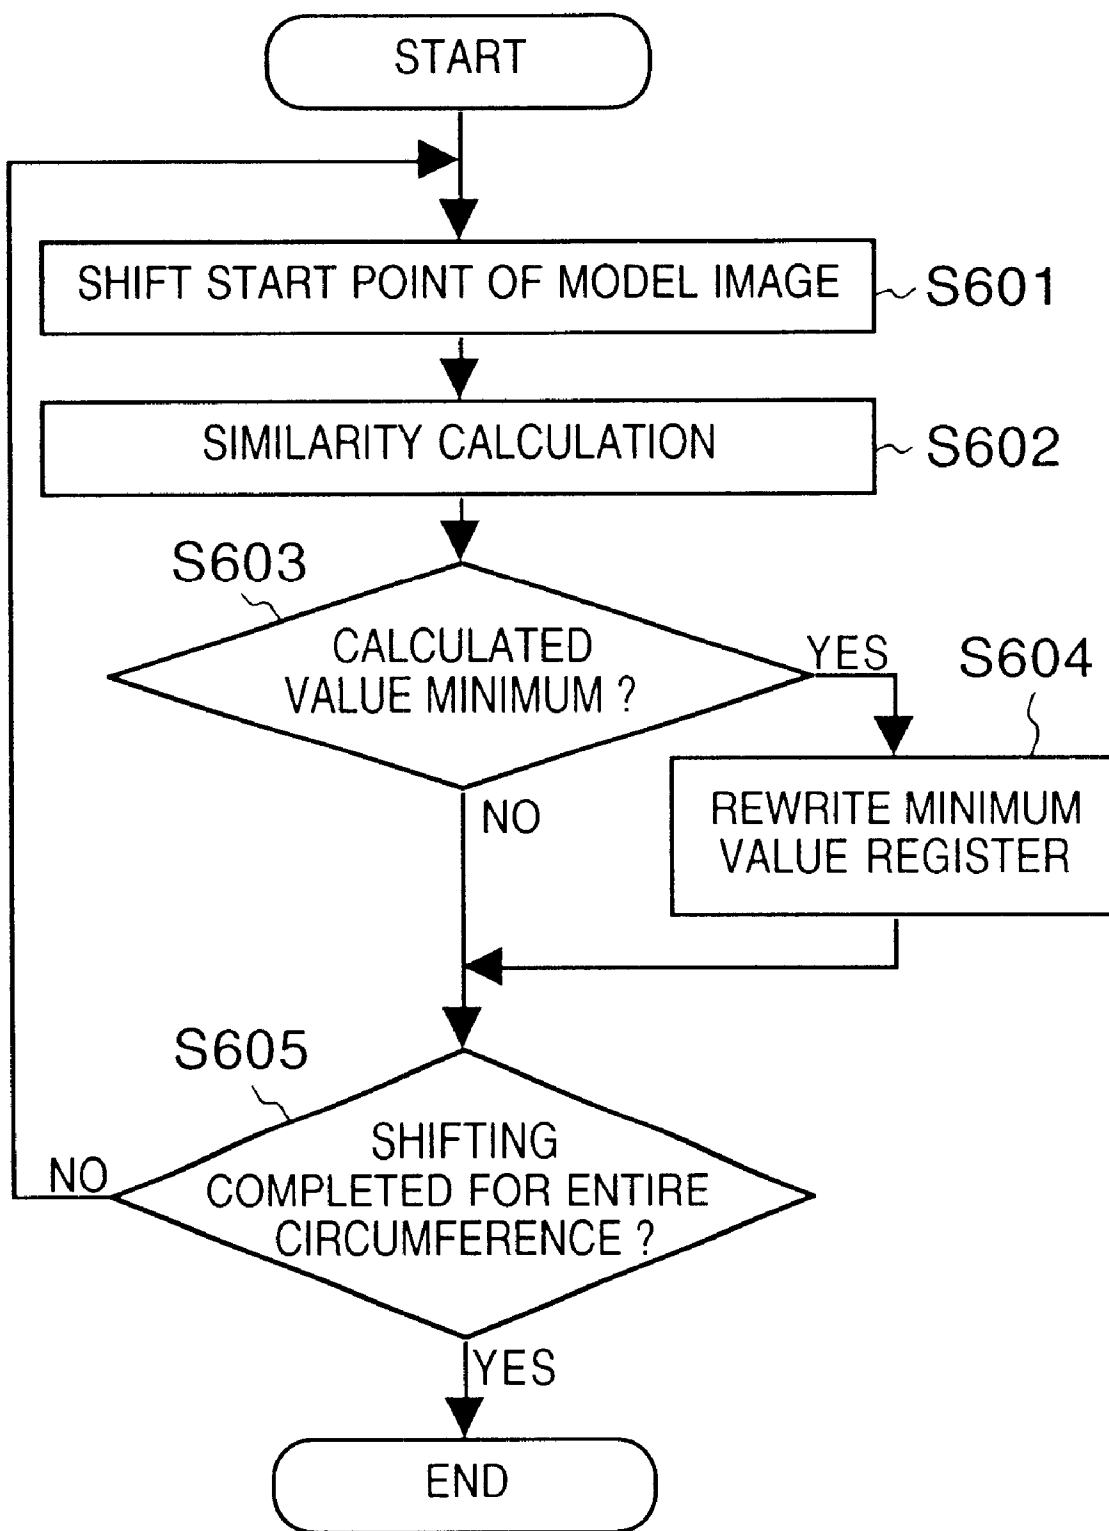 START
SHIFT START POINT OF MODEL IMAGE
S601
SIMILARITY CALCULATION
S602
S603
CALCULATED
VALUE MINIMUM ?
YES
S604
NO
REWRITE MINIMUM
VALUE REGISTER
S605
SHIFTING
COMPLETED FOR ENTIRE
CIRCUMFERENCE ?
NO
YES
END